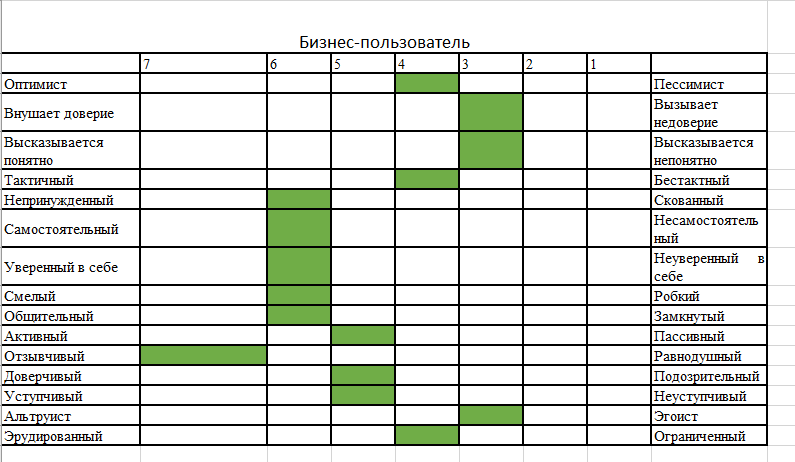 Бизнес-пользователь
7 6 5 4 3 2 1
Оптимист Пессимист
Внушает доверие Вызывает
недоверие
Высказывается
понятно Высказывается
непонятно
Тактичный Бестактный
Непринужденный Скованный
Самостоятельный Несамостоятель
ный
Уверенный в себе Неуверенный в
себе
Смелый Робкий
Общительный Замкнутый
Активный Пассивный
Отзывчивый Равнодушный
Доверчивый Подозрительный
Уступчивый Неуступчивый
Альтруист Эгоист
Эрудированный Ограниченный